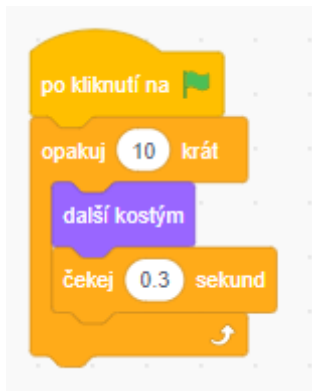 po kliknutí na
opakuj 10 krát
další kostým
čekej 0.3 sekund